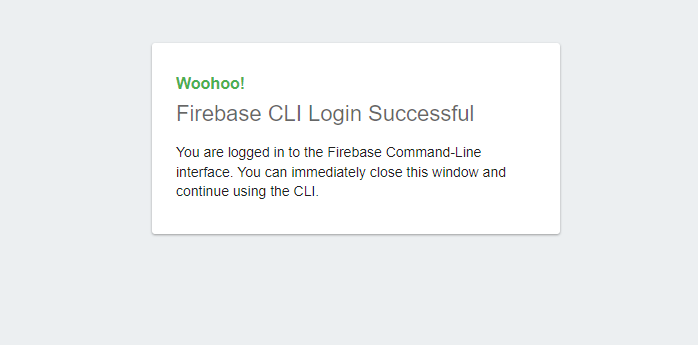 Woohoo!
Firebase CLI Login Successful
You are logged in to the Firebase Command-Line
interface. You can immediately close this window and
continue using the CLI.